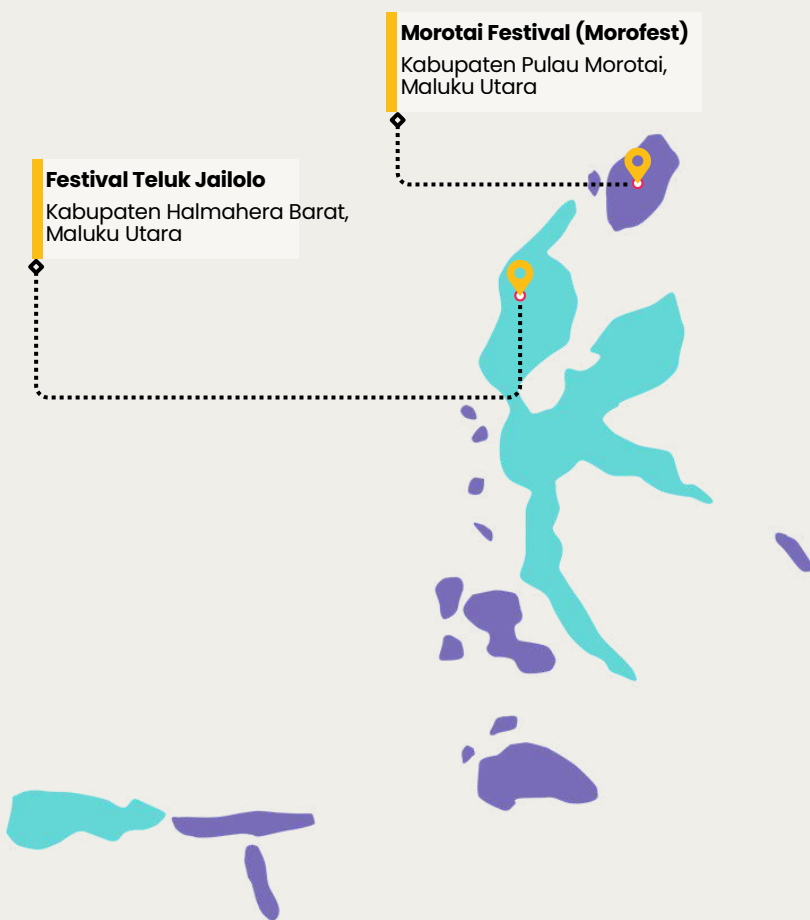 Morotai Festival (Morofest)
Kabupaten Pulau Morotai,
Maluku Utara
Festival Teluk Jailolo
Kabupaten Halmahera Barat,
Maluku Utara